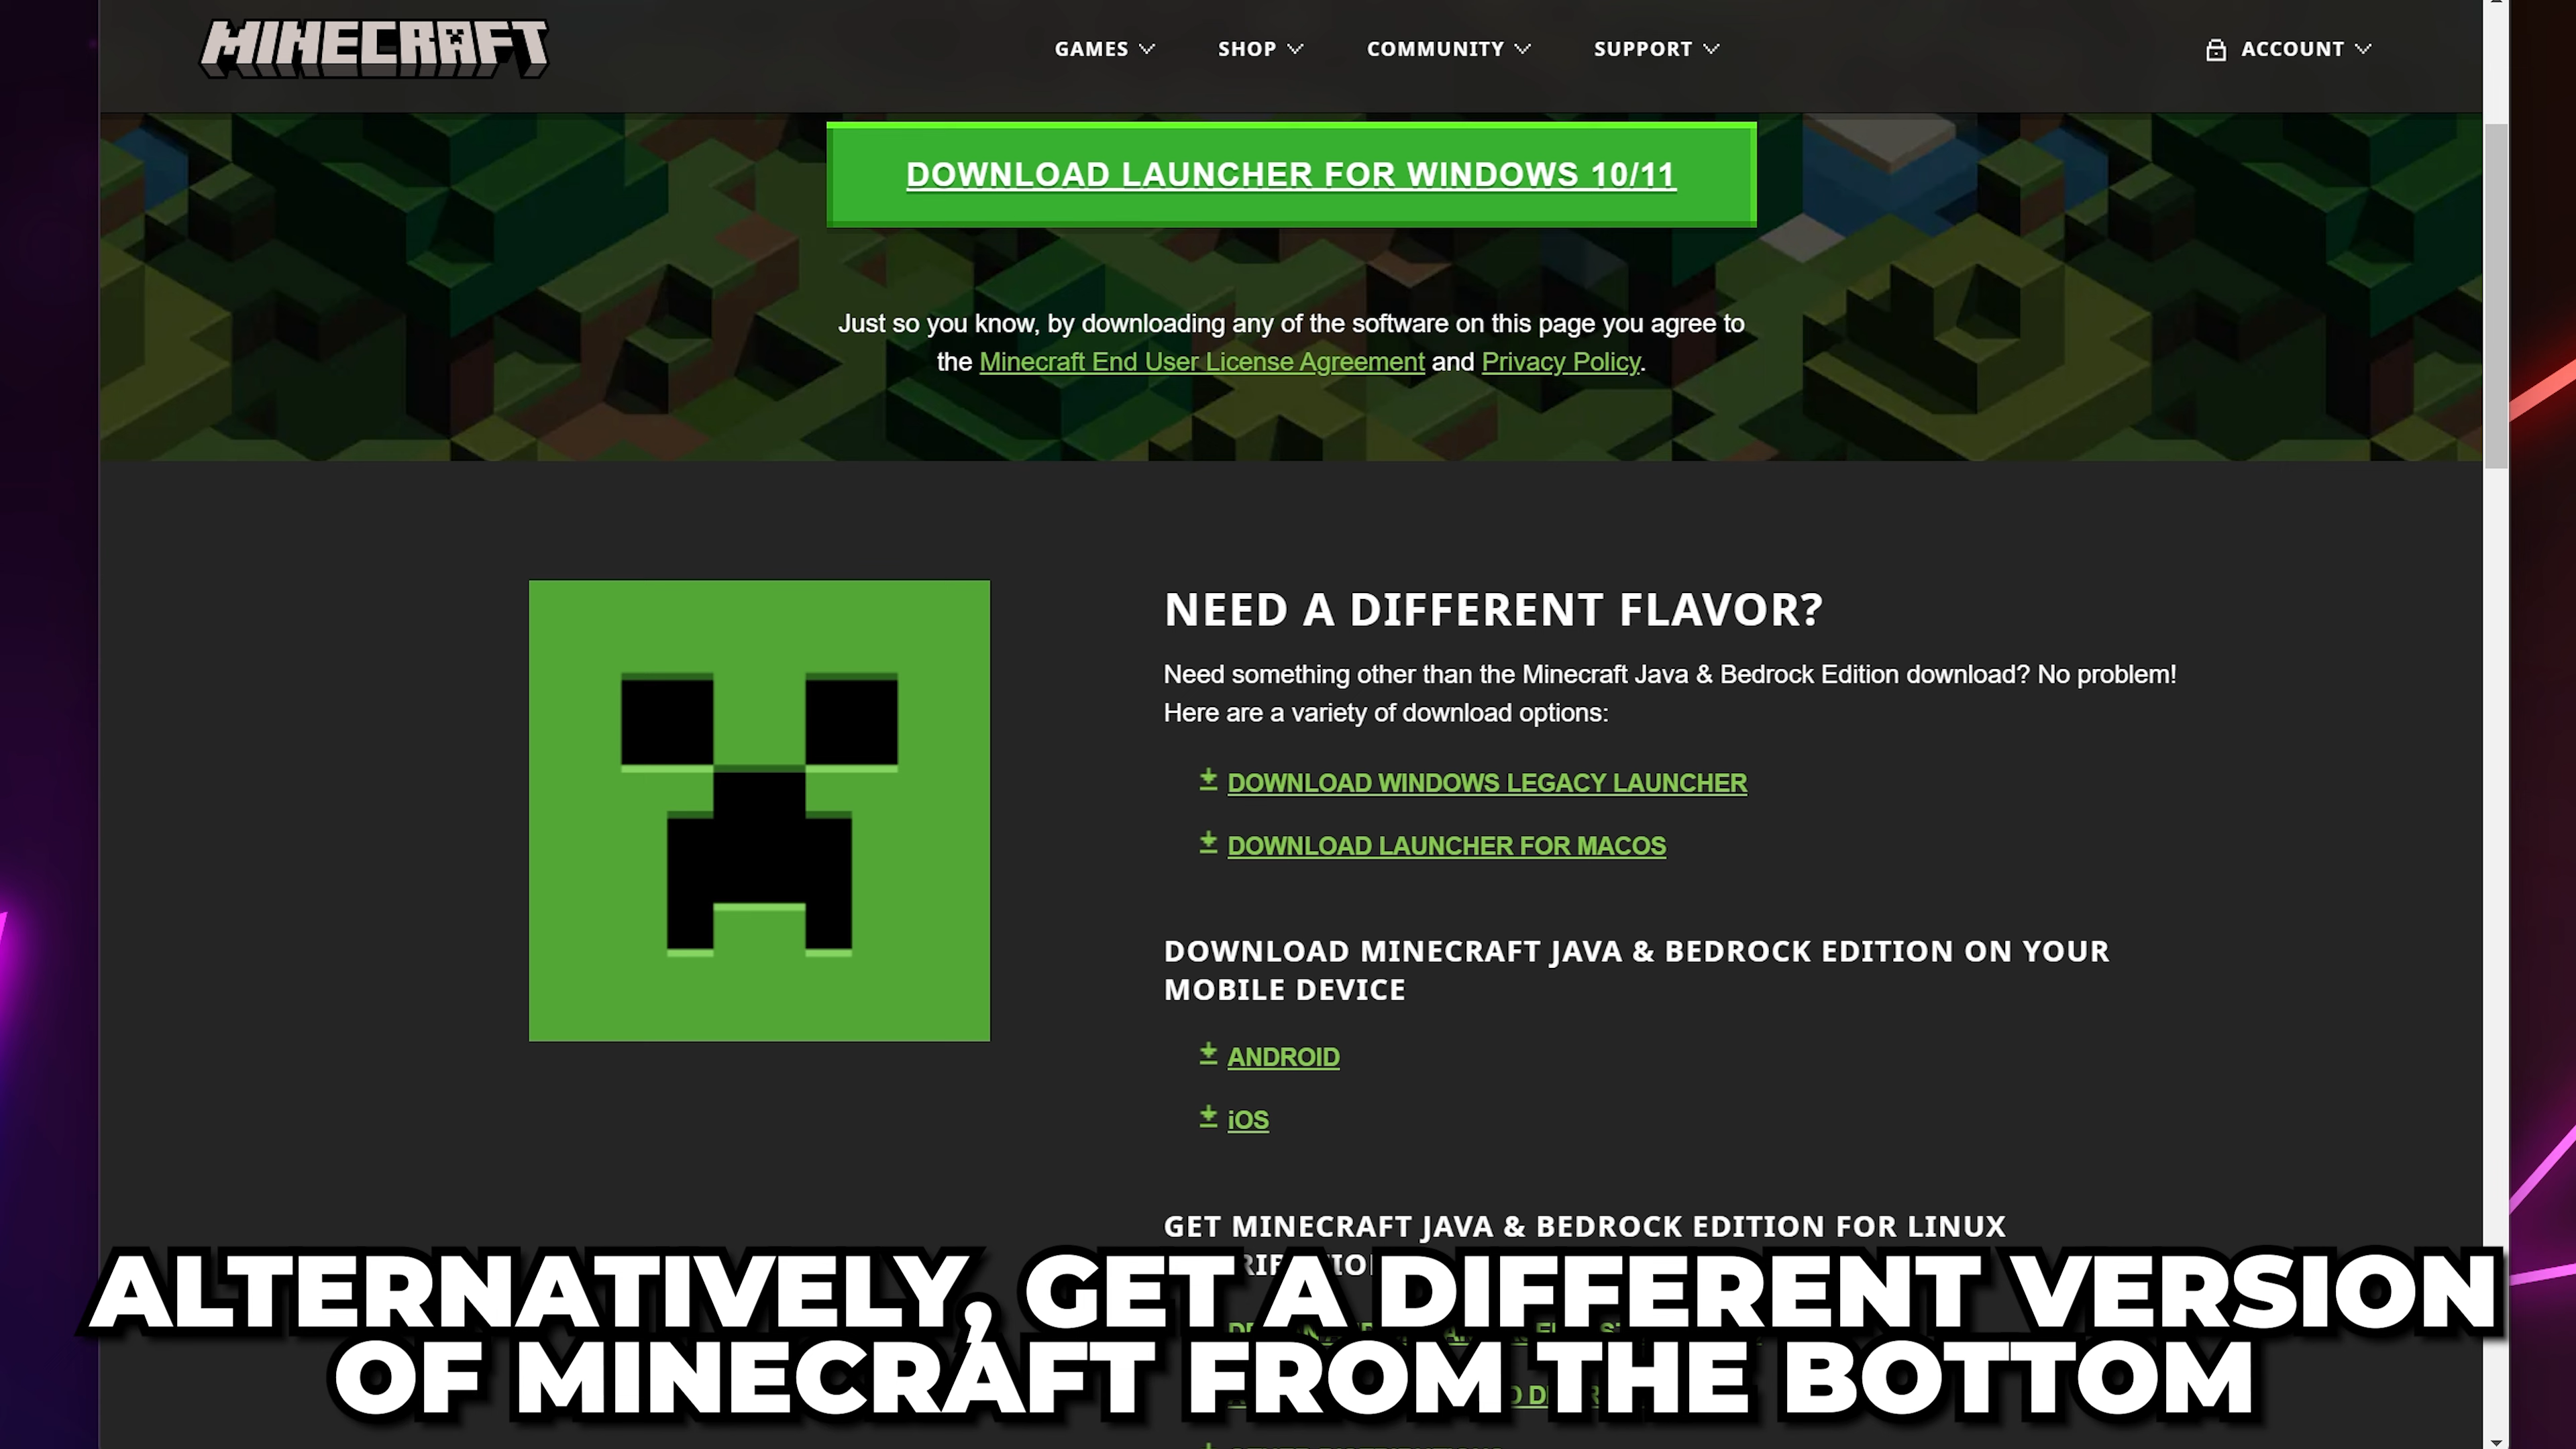 MINECRAFT
GAMES
SHOP
COMMUNITY
SUPPORT
ACCOUNT
DOWNLOAD LAUNCHER FOR WINDOWS 10/11
Just so you know, by downloading any of the software on this page you agree to
the Minecraft End User License Agreement and Privacy Policy.
NEED A DIFFERENT FLAVOR?
Need something other than the Minecraft Java & Bedrock Edition download? No problem!
Here are a variety of download options:
DOWNLOAD WINDOWS LEGACY LAUNCHER
DOWNLOAD LAUNCHER FOR MACOS
DOWNLOAD MINECRAFT JAVA & BEDROCK EDITION ON YOUR
MOBILE DEVICE
ANDROID
iOS
GET MINECRAFT JAVA & BEDROCK EDITION FOR LINUX
ALTERNATIVELY, GET A DIFFERENT VERSION
OF MINECRAFT FROM THE BOTTOM